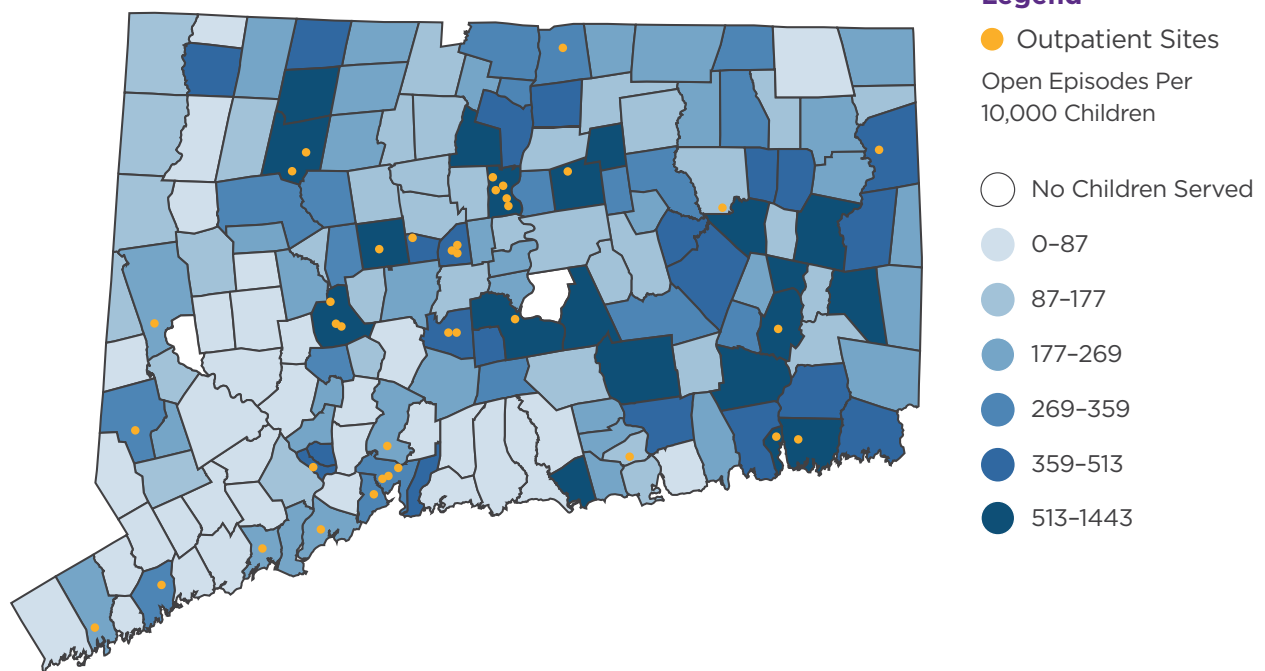 Legend
Outpatient Sites
Open Episodes Per
10,000 Children
No Children Served
0–87
87–177
177–269
269–359
359–513
513–1443